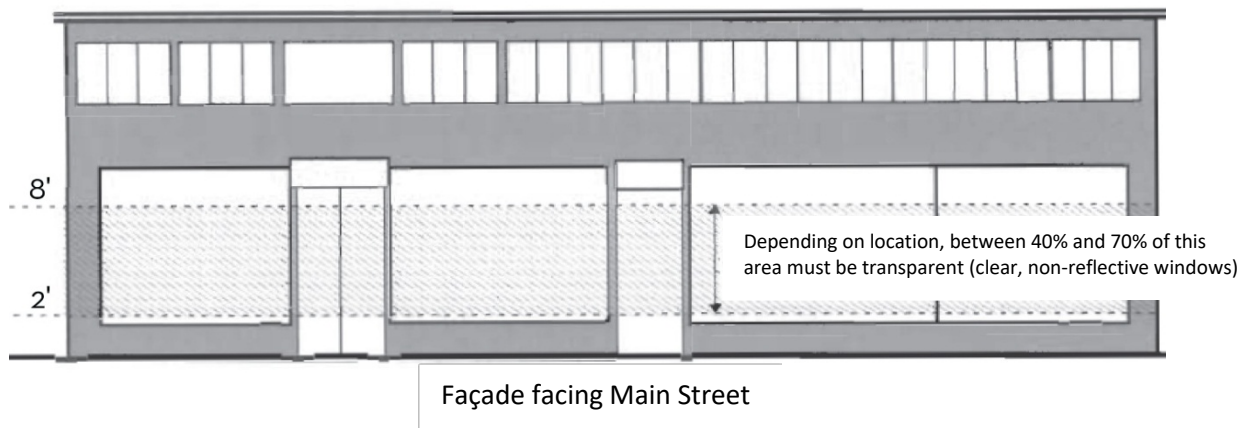 8'
Depending on location, between 40% and 70% of this
area must be transparent (clear, non-reflective windows)
2'
Façade facing Main Street